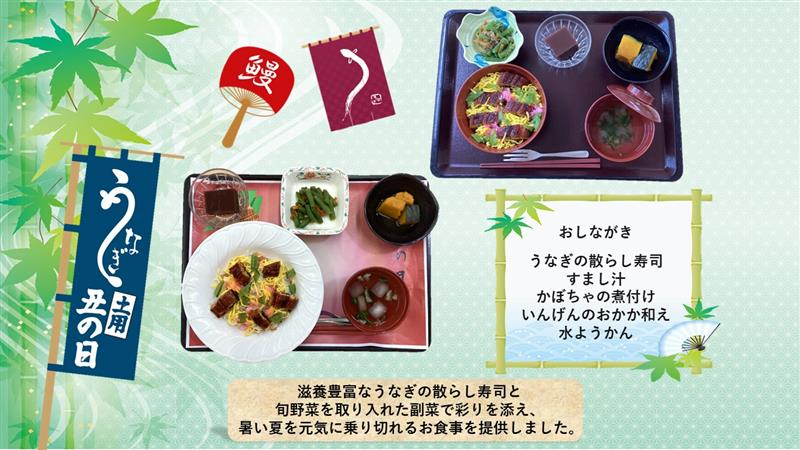 鰻
うなぎ
土用
丑の日
おしながき
うなぎの散らし寿司
すまし汁
かぼちゃの煮付け
いんげんのおかか和え
水ようかん
滋養豊富なうなぎの散らし寿司と
旬野菜を取り入れた副菜で彩りを添え、
暑い夏を元気に乗り切れるお食事を提供しました。